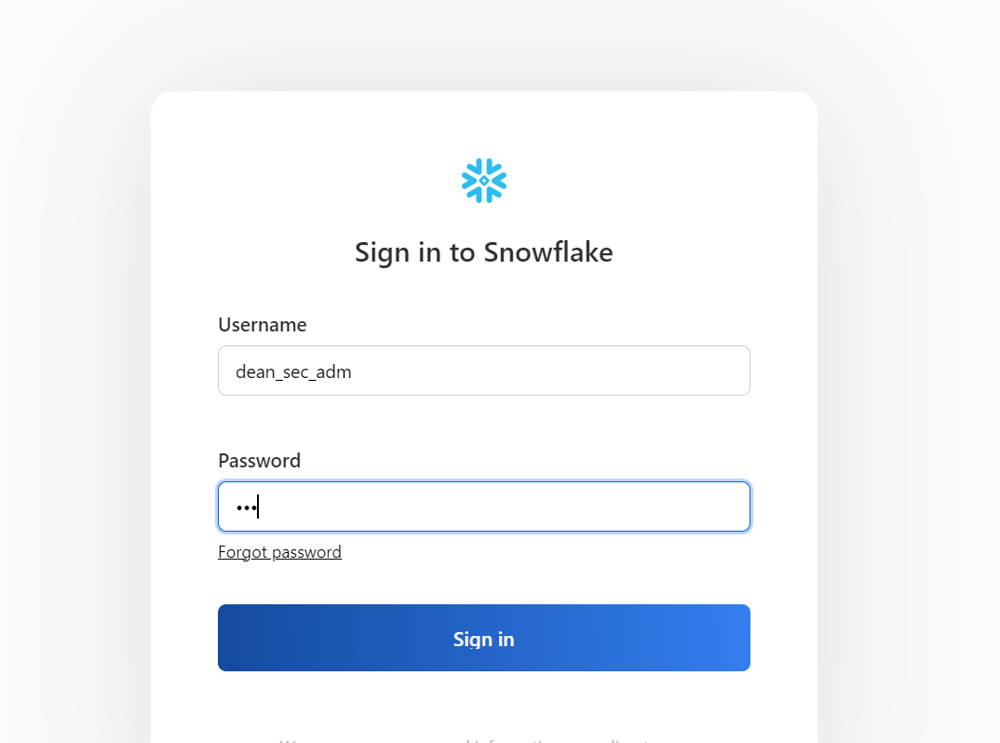 Sign in to Snowflake
Username
dean_sec_adm
Password
•••
Forgot password
Sign in